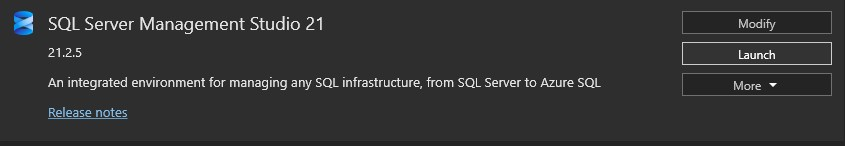 SQL Server Management Studio 21
Modify
21.2.5
Launch
An integrated environment for managing any SQL infrastructure, from SQL Server to Azure SQL
More
Release notes